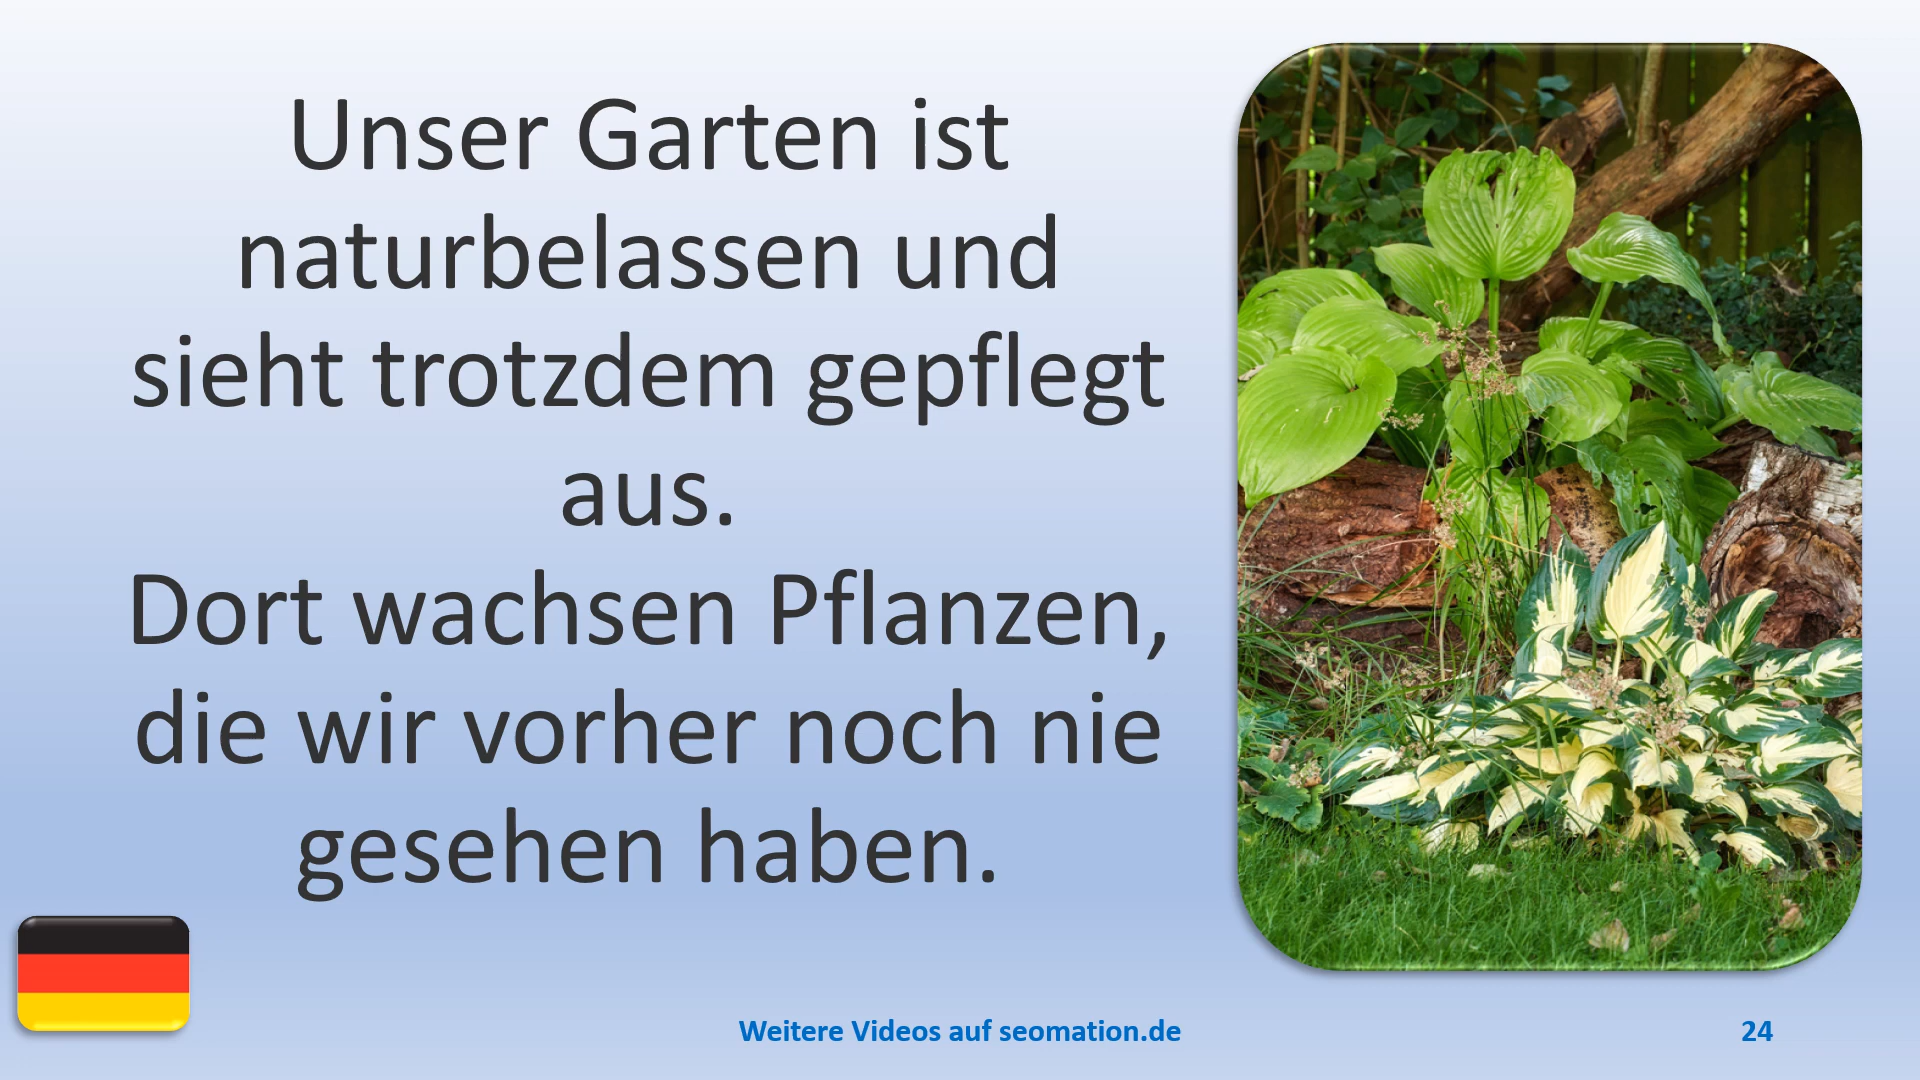 Unser Garten ist
naturbelassen und
sieht trotzdem gepflegt
aus.
Dort wachsen Pflanzen,
die wir vorher noch nie
gesehen haben.
Weitere Videos auf seomation.de
24